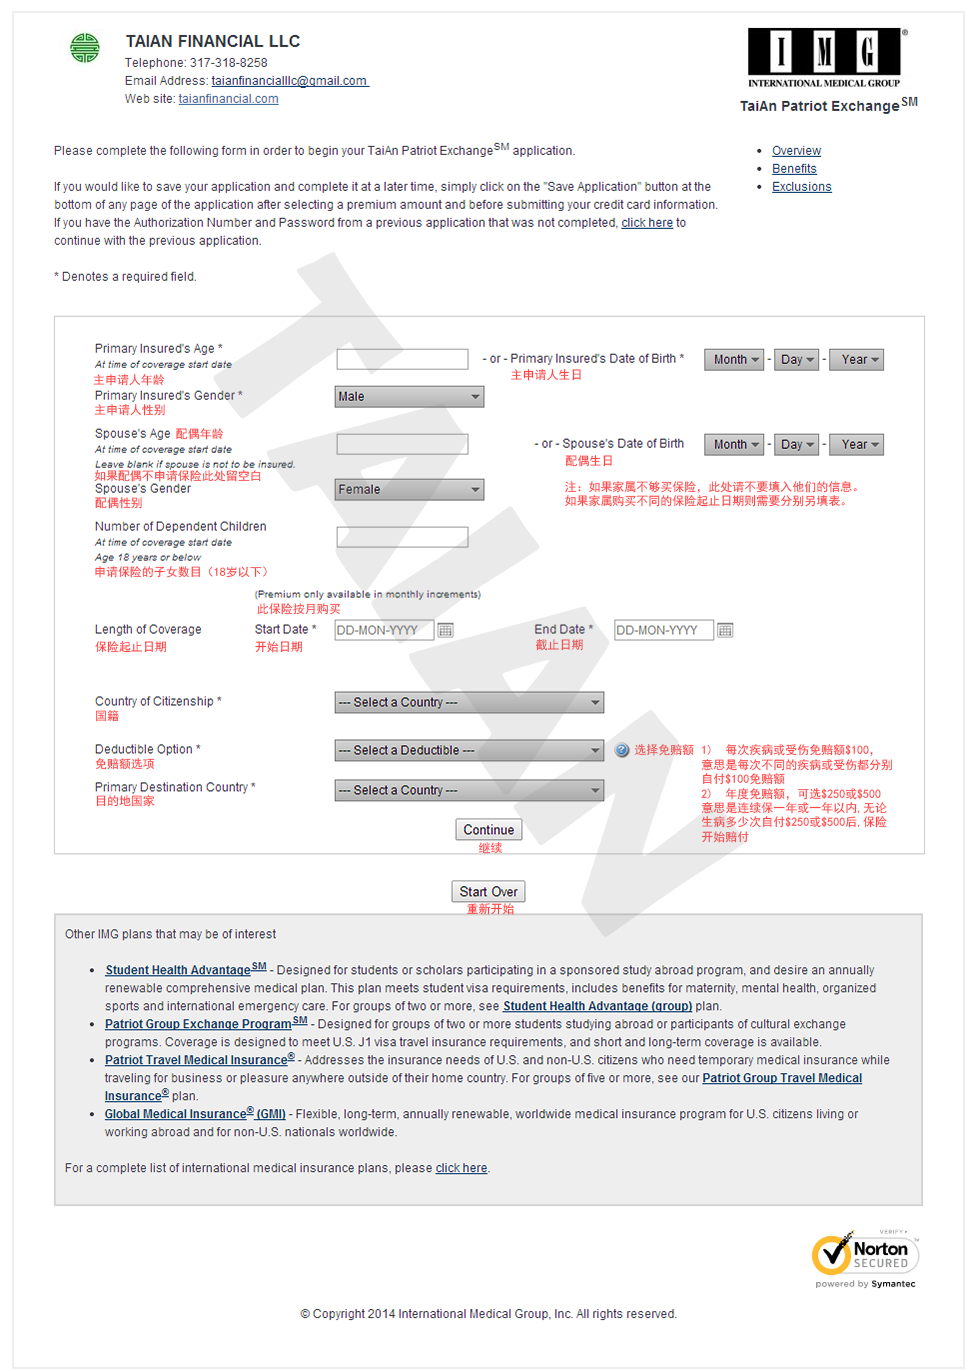 TAIAN FINANCIAL LLC
Telephone: 317-318-8258
Email Address: taianfinancialllc@gmail.com
Web site: taianfinancial.com
IMG ®
INTERNATIONAL MEDICAL GROUP
TaiAn Patriot ExchangeSM
Please complete the following form in order to begin your TaiAn Patriot ExchangeSM application.
• Overview
• Benefits
• Exclusions
If you would like to save your application and complete it at a later time, simply click on the "Save Application" button at the
bottom of any page of the application after selecting a premium amount and before submitting your credit card information.
If you have the Authorization Number and Password from a previous application that was not completed, click here to
continue with the previous application.
* Denotes a required field.
TAIAN
Primary Insured's Age *
At time of coverage start date
主申请人年龄
- or - Primary Insured's Date of Birth * Month - Day - Year
主申请人生日
Primary Insured's Gender * Male
主申请人性别
Spouse's Age 配偶年龄
At time of coverage start date
Leave blank if spouse is not to be insured.
如果配偶不申请保险此处留空白
- or - Spouse's Date of Birth Month - Day - Year
配偶生日
Spouse's Gender Female
配偶性别
注：如果家属不够买保险，此处请不要填入他们的信息。
如果家属购买不同的保险起止日期则需要分别另填表。
Number of Dependent Children
At time of coverage start date
Age 18 years or below
申请保险的子女数目（18岁以下）
(Premium only available in monthly increments)
此保险按月购买
Length of Coverage Start Date * DD-MON-YYYY End Date * DD-MON-YYYY
保险起止日期 开始日期 截止日期
Country of Citizenship * --- Select a Country ---
国籍
Deductible Option * --- Select a Deductible --- ? 选择免赔额
免赔额选项
1） 每次疾病或受伤免赔额$100，
意思是每次不同的疾病或受伤都分别
自付$100免赔额
2） 年度免赔额，可选$250或$500
意思是连续保一年或一年以内,无论
生病多少次自付$250或$500后,保险
开始赔付
Primary Destination Country * --- Select a Country ---
目的地国家
Continue
继续
Start Over
重新开始
Other IMG plans that may be of interest
• Student Health AdvantageSM - Designed for students or scholars participating in a sponsored study abroad program, and desire an annually
renewable comprehensive medical plan. This plan meets student visa requirements, includes benefits for maternity, mental health, organized
sports and international emergency care. For groups of two or more, see Student Health Advantage (group) plan.
• Patriot Group Exchange ProgramSM - Designed for groups of two or more students studying abroad or participants of cultural exchange
programs. Coverage is designed to meet U.S. J1 visa travel insurance requirements, and short and long-term coverage is available.
• Patriot Travel Medical Insurance® - Addresses the insurance needs of U.S. and non-U.S. citizens who need temporary medical insurance while
traveling for business or pleasure anywhere outside of their home country. For groups of five or more, see our Patriot Group Travel Medical
Insurance® plan.
• Global Medical Insurance® (GMI) - Flexible, long-term, annually renewable, worldwide medical insurance program for U.S. citizens living or
working abroad and for non-U.S. nationals worldwide.
For a complete list of international medical insurance plans, please click here.
VERIFY
Norton™
SECURED
powered by Symantec
© Copyright 2014 International Medical Group, Inc. All rights reserved.